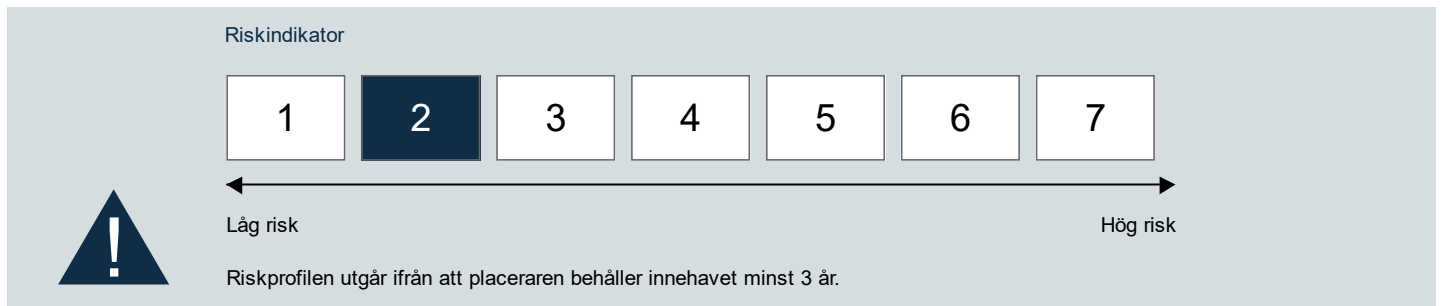 Riskindikator
1 2 3 4 5 6 7
Låg risk Hög risk
!
Riskprofilen utgår ifrån att placeraren behåller innehavet minst 3 år.